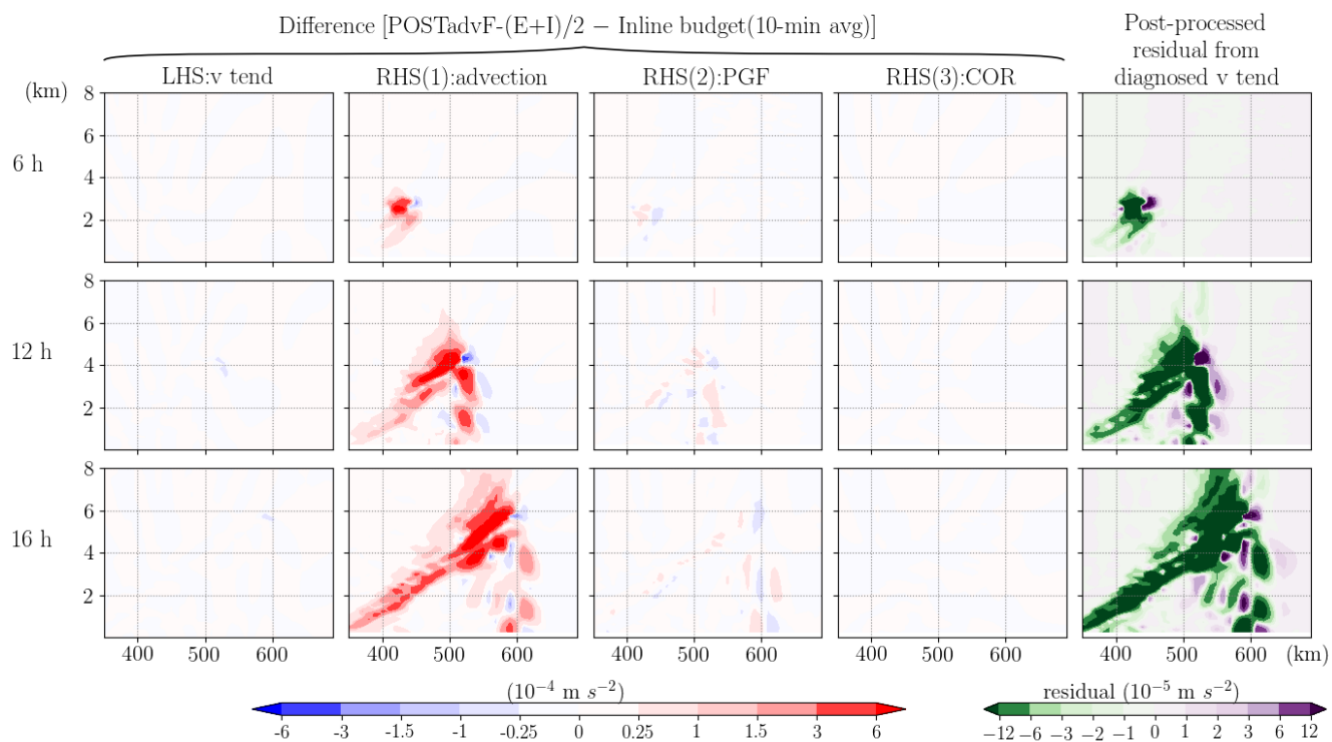 Difference [POSTadvF-(E+I)/2 − Inline budget(10-min avg)]
Post-processed
residual from
diagnosed v tend
LHS:v tend
RHS(1):advection
RHS(2):PGF
RHS(3):COR
(km)
8
6
4
2
6 h
8
6
4
2
12 h
8
6
4
2
16 h
400 500 600
400 500 600
400 500 600
400 500 600
400 500 600 (km)
(10⁻⁴ m s⁻²)
-6 -3 -1.5 -1 -0.25 0 0.25 1 1.5 3 6
residual (10⁻⁵ m s⁻²)
−12 −6 −3 −2 −1 0 1 2 3 6 12